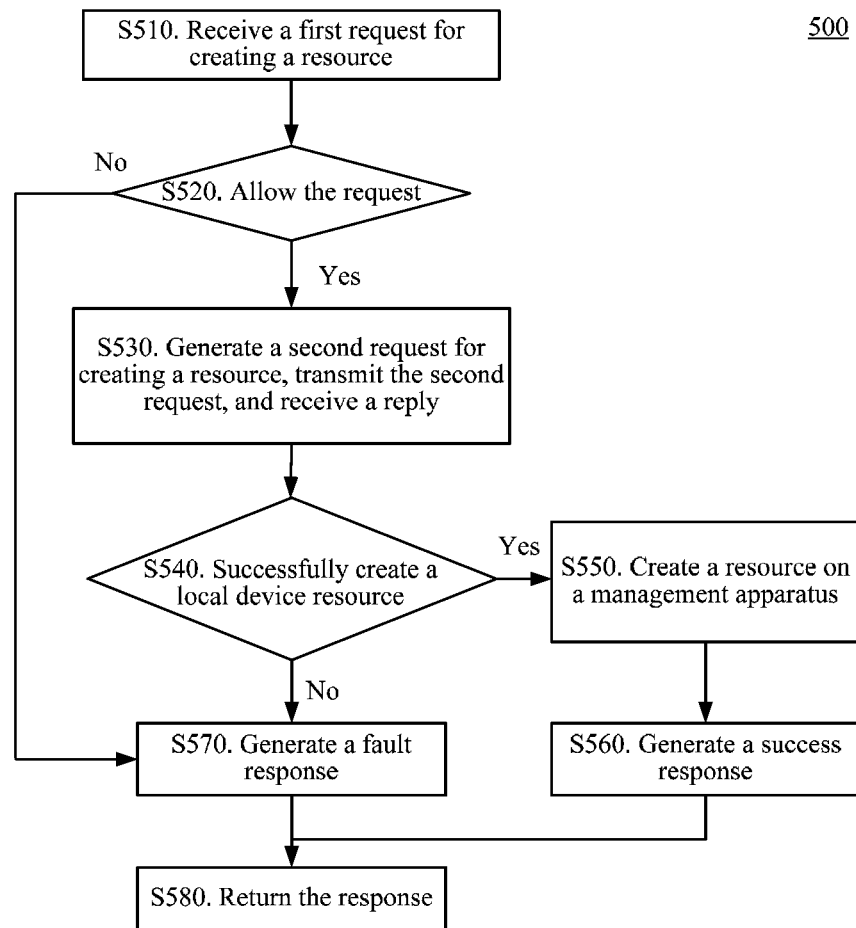 500
S510. Receive a first request for
creating a resource
No
S520. Allow the request
Yes
S530. Generate a second request for
creating a resource, transmit the second
request, and receive a reply
S540. Successfully create a
local device resource
Yes
S550. Create a resource on
a management apparatus
No
S570. Generate a fault
response
S560. Generate a success
response
S580. Return the response